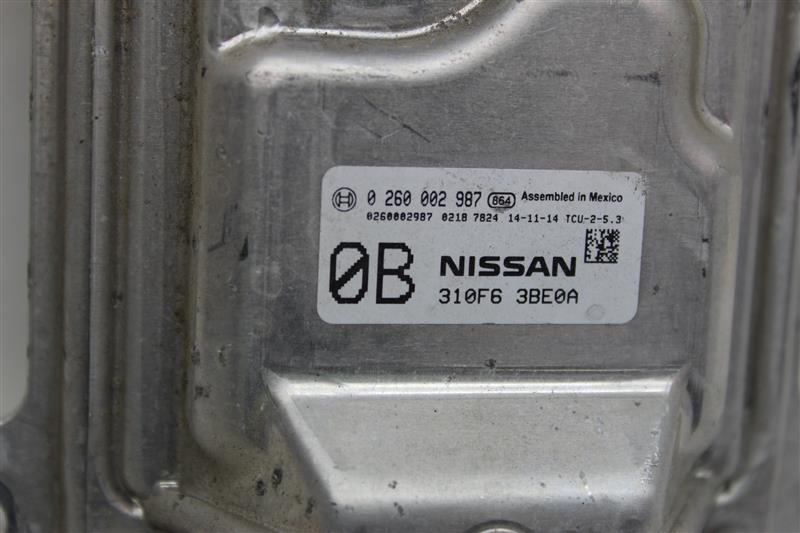 0 260 002 987 864 Assembled in Mexico
0260002987 0218 7824 14-11-14 TCU-2-5.3
0B NISSAN
310F6 3BE0A